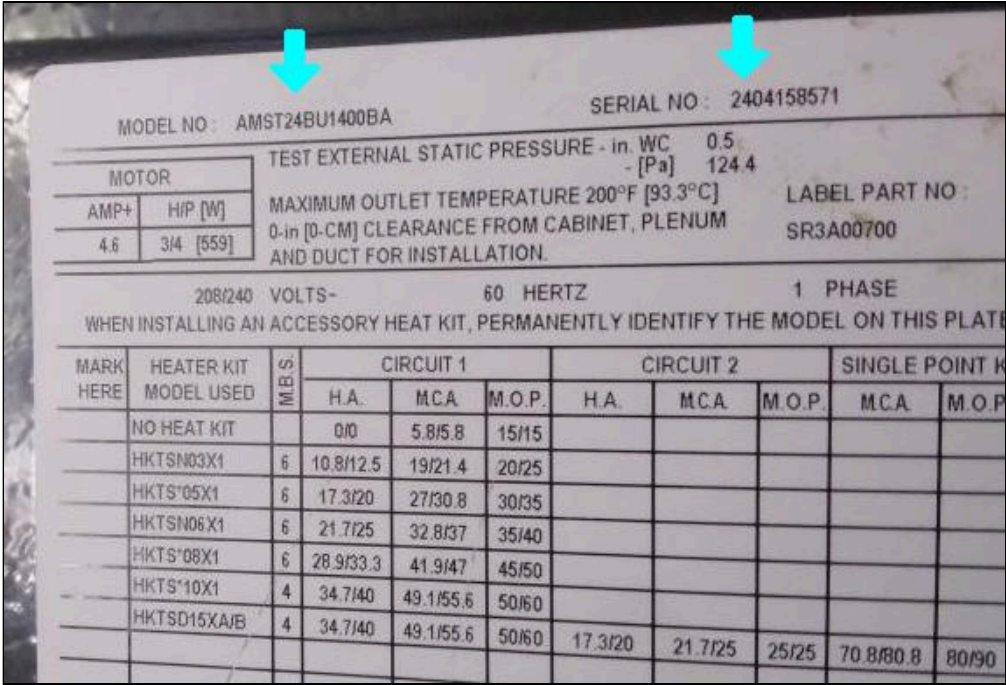 MODEL NO : AMST24BU1400BA SERIAL NO : 2404158571
MOTOR
AMP+ H/P [W]
4.6 3/4 [559]
TEST EXTERNAL STATIC PRESSURE - in. WC 0.5
- [Pa] 124.4
MAXIMUM OUTLET TEMPERATURE 200°F [93.3°C]
0-in [0-CM] CLEARANCE FROM CABINET, PLENUM
AND DUCT FOR INSTALLATION.
LABEL PART NO :
SR3A00700
208/240 VOLTS~ 60 HERTZ 1 PHASE
WHEN INSTALLING AN ACCESSORY HEAT KIT, PERMANENTLY IDENTIFY THE MODEL ON THIS PLATE
MARK HEATER KIT M.B.S. CIRCUIT 1 CIRCUIT 2 SINGLE POINT K
HERE MODEL USED H.A. M.C.A. M.O.P. H.A. M.C.A. M.O.P. M.C.A. M.O.P
NO HEAT KIT 0/0 5.8/5.8 15/15
HKTSN03X1 6 10.8/12.5 19/21.4 20/25
HKTS*05X1 6 17.3/20 27/30.8 30/35
HKTSN06X1 6 21.7/25 32.8/37 35/40
HKTS*08X1 6 28.9/33.3 41.9/47 45/50
HKTS*10X1 4 34.7/40 49.1/55.6 50/60
HKTSD15XA/B 4 34.7/40 49.1/55.6 50/60 17.3/20 21.7/25 25/25 70.8/80.8 80/90